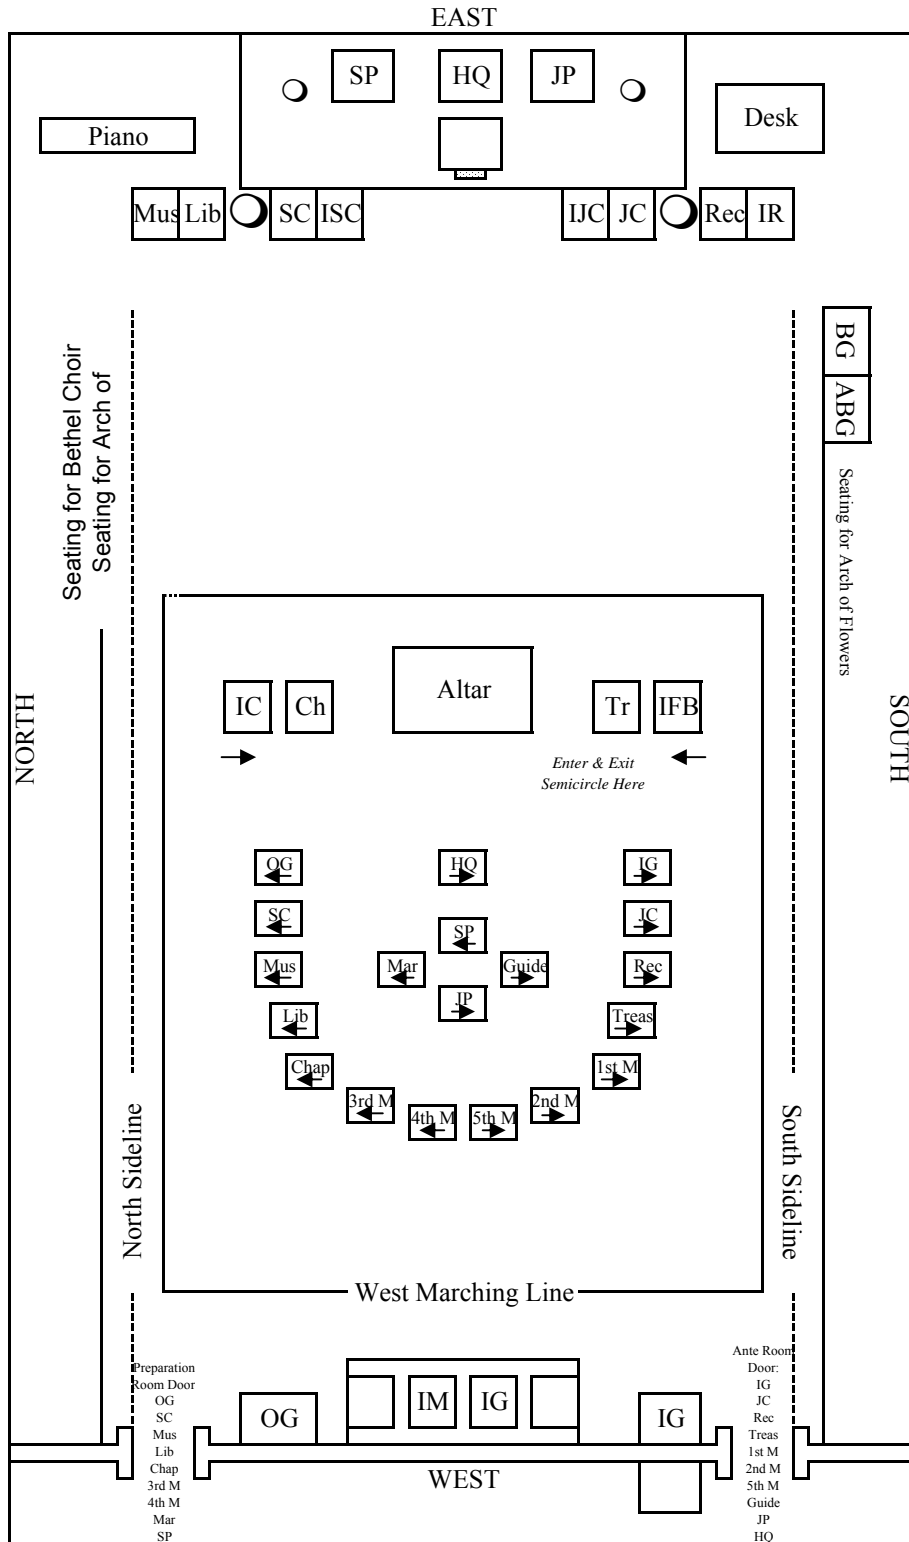 EAST
SP
HQ
JP
Piano
Desk
Mus
Lib
SC
ISC
IJC
JC
Rec
IR
Seating for Bethel Choir
Seating for Arch of
BG
ABG
Seating for Arch of Flowers
NORTH
SOUTH
IC
Ch
Altar
Tr
IFB
Enter & Exit
Semicircle Here
OG
HQ
IG
SC
SP
JC
Mus
Mar
Guide
Rec
Lib
JP
Treas
Chap
1st M
3rd M
4th M
5th M
2nd M
North Sideline
South Sideline
West Marching Line
Preparation
Room Door
OG
SC
Mus
Lib
Chap
3rd M
4th M
Mar
SP
OG
IM
IG
IG
WEST
Ante Room
Door:
IG
JC
Rec
Treas
1st M
2nd M
5th M
Guide
JP
HQ